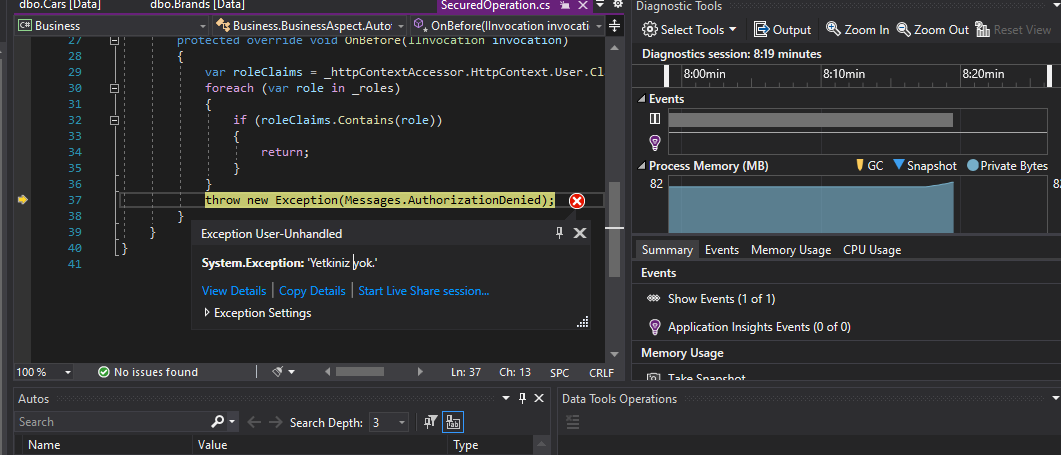 dbo.Cars [Data]
dbo.Brands [Data]
SecuredOperation.cs
Business
Business.BusinessAspect.Auto
OnBefore(IInvocation invocati
27 protected override void OnBefore(IInvocation invocation)
28 {
29 var roleClaims = _httpContextAccessor.HttpContext.User.Cl
30 foreach (var role in _roles)
31 {
32 if (roleClaims.Contains(role))
33 {
34 return;
35 }
36 }
37 throw new Exception(Messages.AuthorizationDenied);
38 }
39 }
40 }
41
Exception User-Unhandled
System.Exception: 'Yetkiniz yok.'
View Details | Copy Details | Start Live Share session...
Exception Settings
100 %
No issues found
Ln: 37 Ch: 13 SPC CRLF
Autos
Search
Search Depth: 3
Name Value Type
Diagnostic Tools
Select Tools Output Zoom In Zoom Out Reset View
Diagnostics session: 8:19 minutes
8:00min 8:10min 8:20min
Events
Process Memory (MB) GC Snapshot Private Bytes
82 82
Summary Events Memory Usage CPU Usage
Events
Show Events (1 of 1)
Application Insights Events (0 of 0)
Memory Usage
Take Snapshot
Data Tools Operations